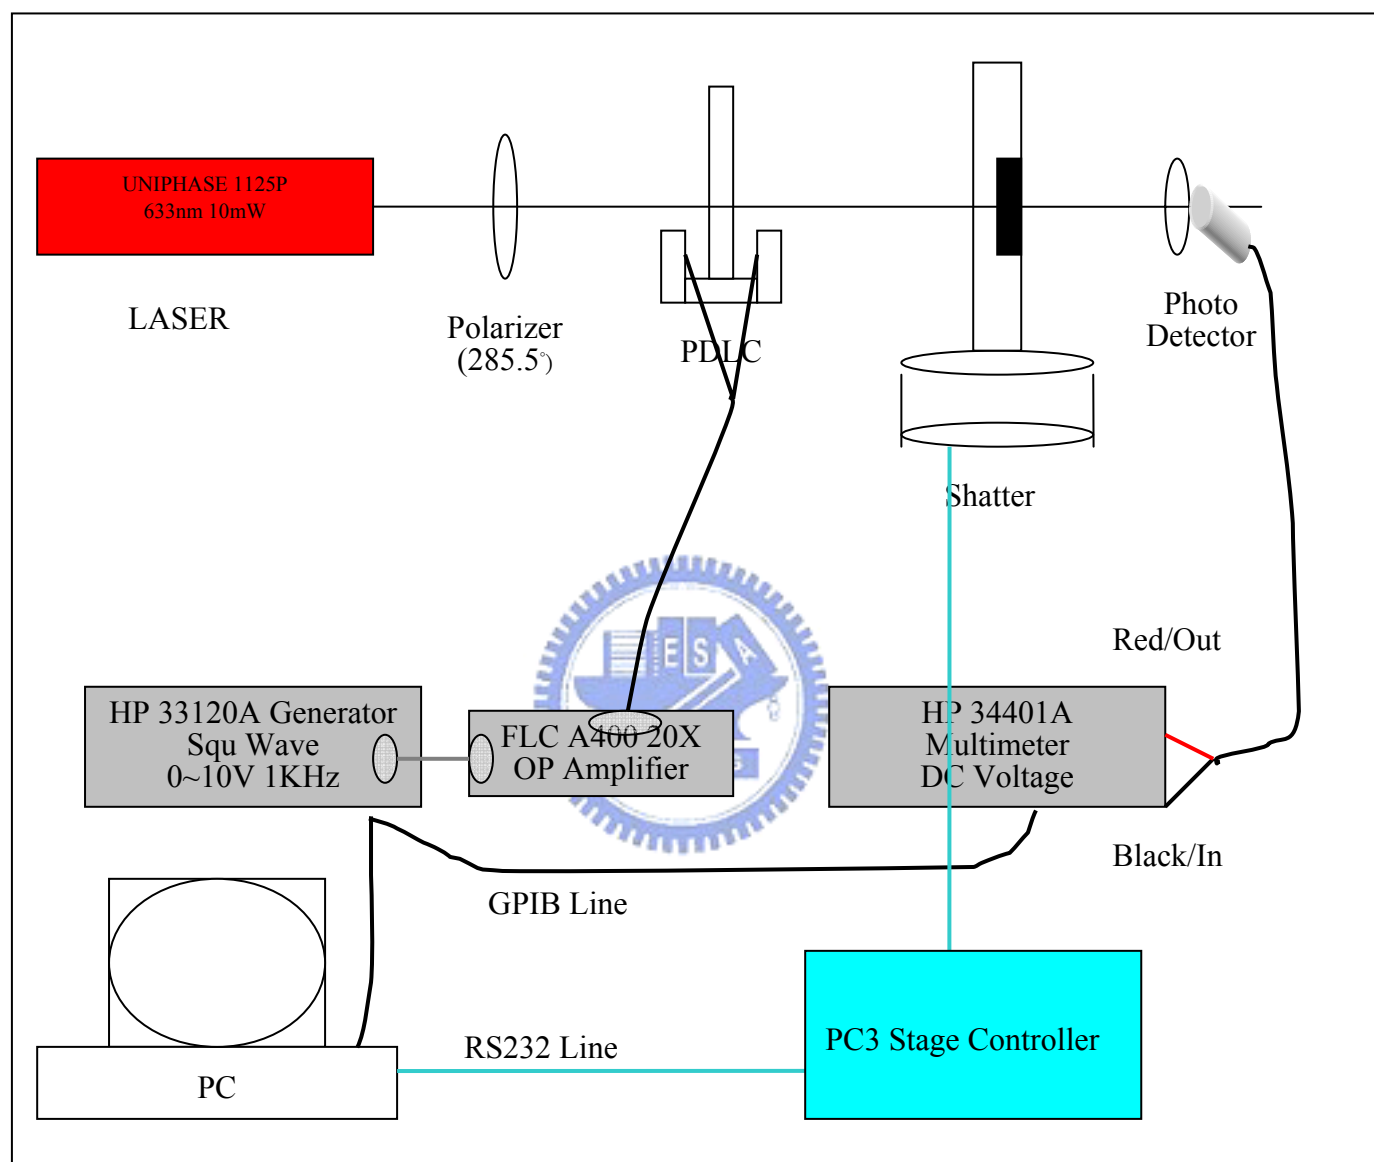 UNIPHASE 1125P
633nm 10mW
LASER
Polarizer
(285.5°)
PDLC
Shatter
Photo
Detector
Red/Out
HP 33120A Generator
Squ Wave
0~10V 1KHz
FLC A400 20X
OP Amplifier
HP 34401A
Multimeter
DC Voltage
Black/In
GPIB Line
RS232 Line
PC
PC3 Stage Controller
E S A